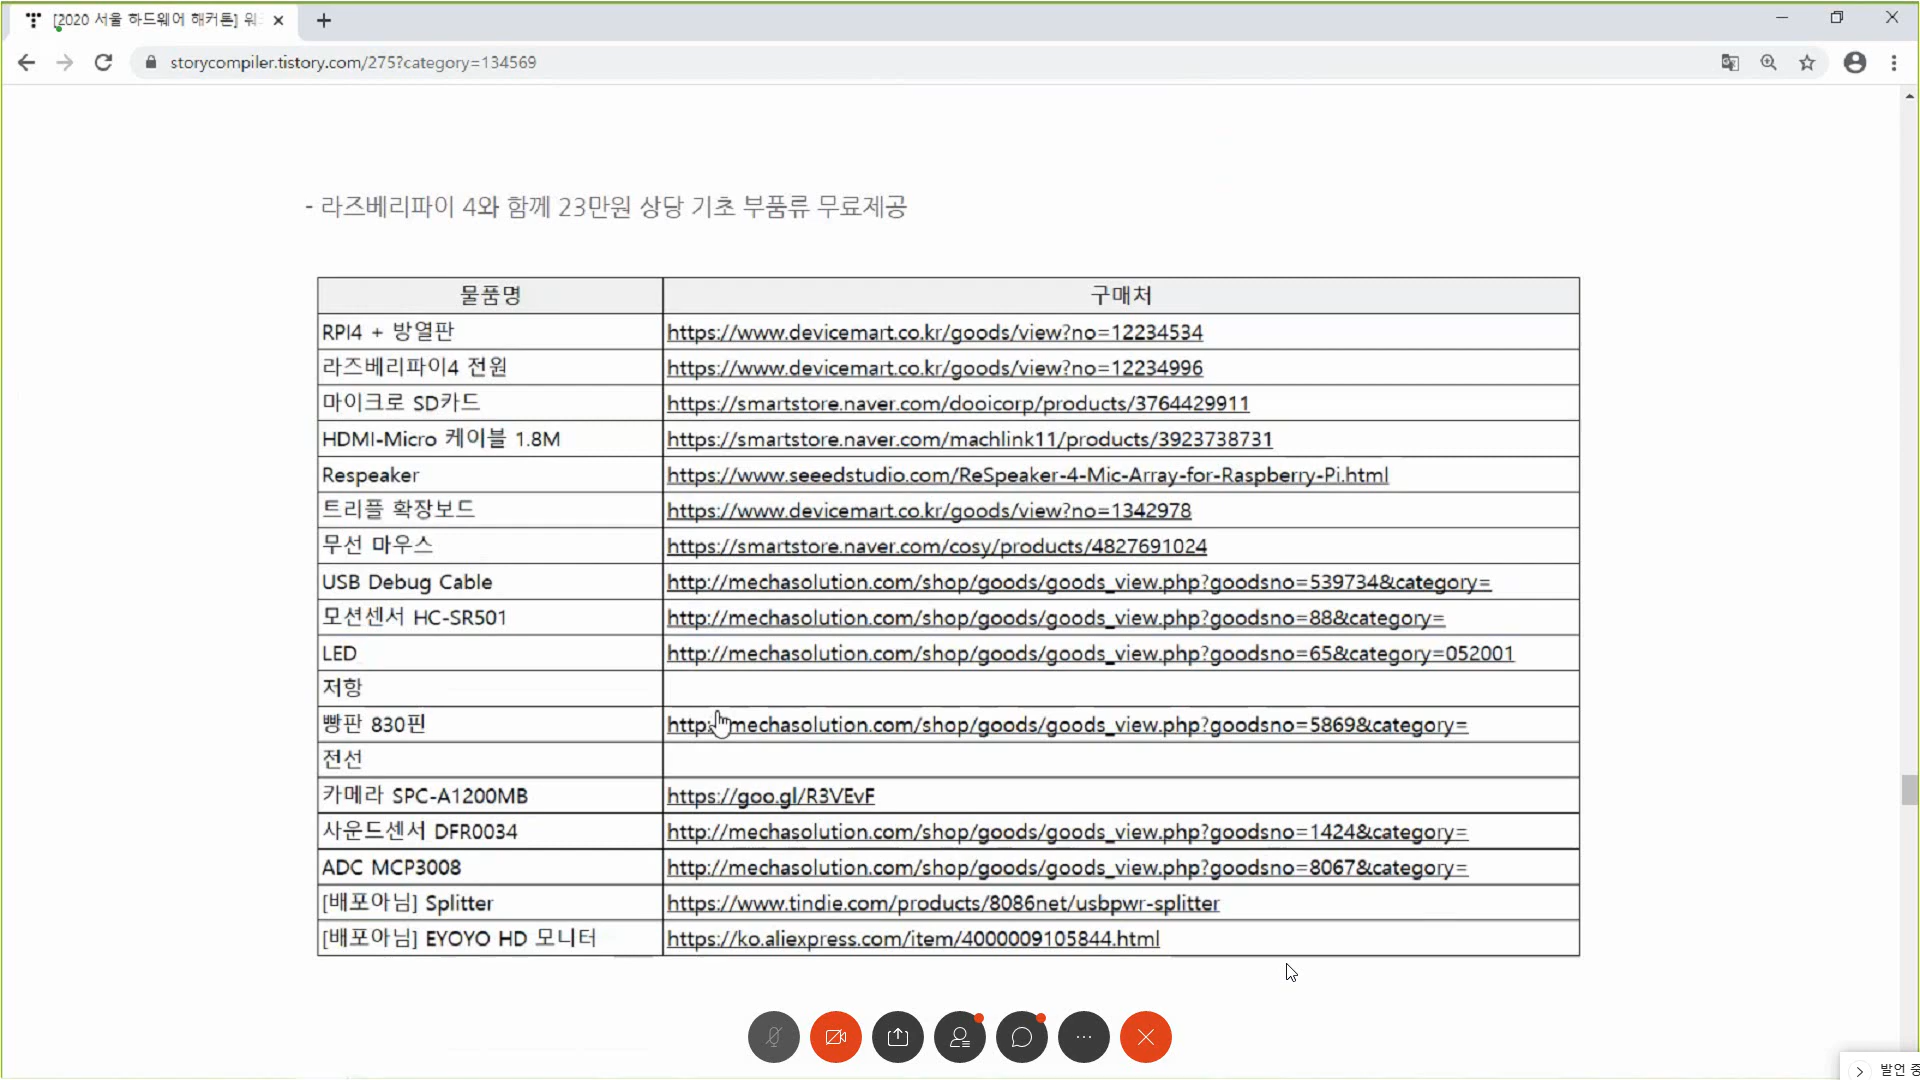 [2020 서울 하드웨어 해커톤] 워
storycompiler.tistory.com/275?category=134569
- 라즈베리파이 4와 함께 23만원 상당 기초 부품류 무료제공
물품명 구매처
RPI4 + 방열판 https://www.devicemart.co.kr/goods/view?no=12234534
라즈베리파이4 전원 https://www.devicemart.co.kr/goods/view?no=12234996
마이크로 SD카드 https://smartstore.naver.com/dooicorp/products/3764429911
HDMI-Micro 케이블 1.8M https://smartstore.naver.com/machlink11/products/3923738731
Respeaker https://www.seeedstudio.com/ReSpeaker-4-Mic-Array-for-Raspberry-Pi.html
트리플 확장보드 https://www.devicemart.co.kr/goods/view?no=1342978
무선 마우스 https://smartstore.naver.com/cosy/products/4827691024
USB Debug Cable http://mechasolution.com/shop/goods/goods_view.php?goodsno=539734&category=
모션센서 HC-SR501 http://mechasolution.com/shop/goods/goods_view.php?goodsno=88&category=
LED http://mechasolution.com/shop/goods/goods_view.php?goodsno=65&category=052001
저항
빵판 830핀 http://mechasolution.com/shop/goods/goods_view.php?goodsno=5869&category=
전선
카메라 SPC-A1200MB https://goo.gl/R3VEvF
사운드센서 DFR0034 http://mechasolution.com/shop/goods/goods_view.php?goodsno=1424&category=
ADC MCP3008 http://mechasolution.com/shop/goods/goods_view.php?goodsno=8067&category=
[배포아님] Splitter https://www.tindie.com/products/8086net/usbpwr-splitter
[배포아님] EYOYO HD 모니터 https://ko.aliexpress.com/item/4000009105844.html
발언 중